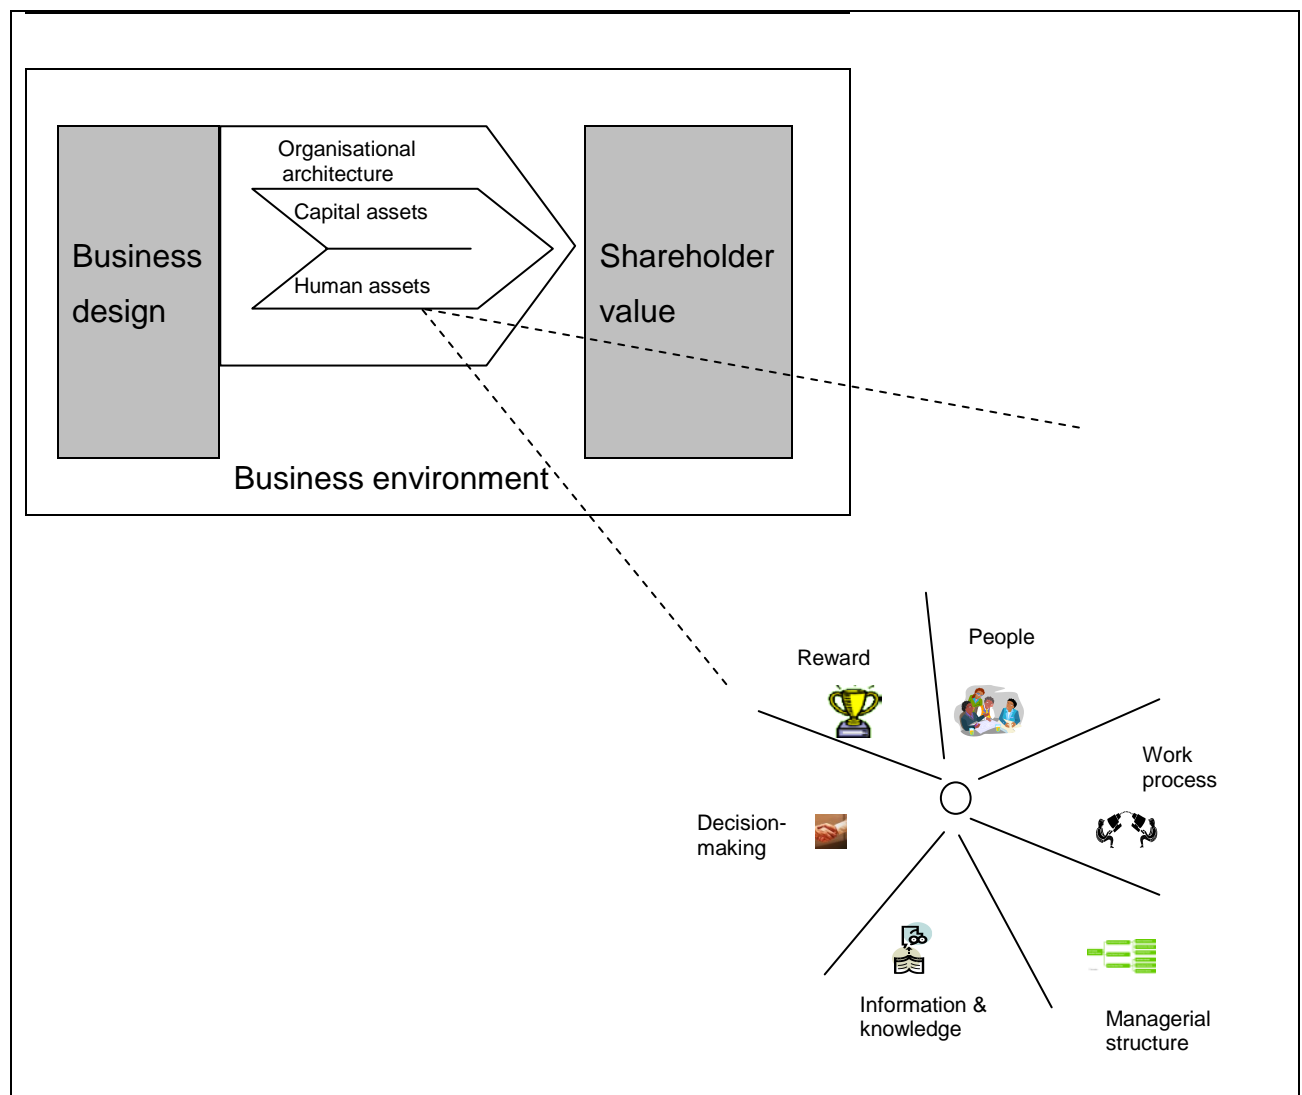 Organisational
architecture
Capital assets
Human assets
Business
design
Shareholder
value
Business environment
People
Reward
Work
process
Decision-
making
Information &
knowledge
Managerial
structure